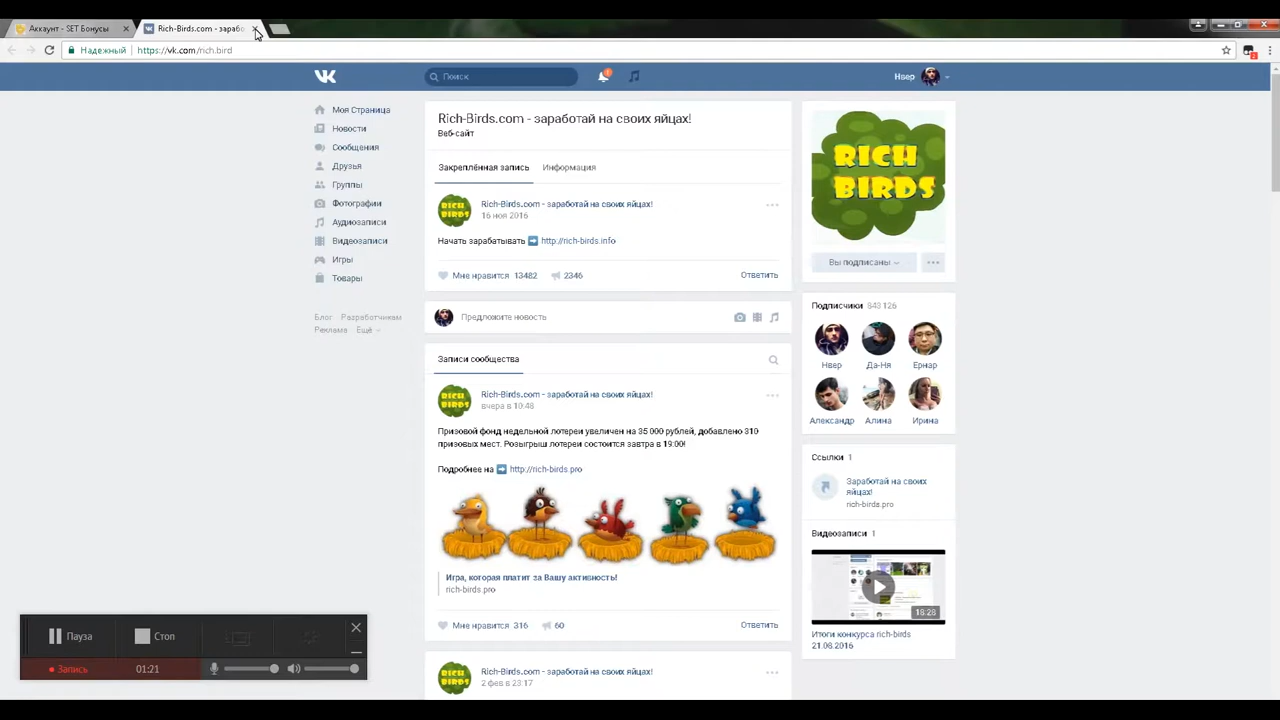 Аккаунт - SET Бонусы
Rich-Birds.com - зарабо
Надежный
https://vk.com/rich.bird
Поиск
Нвер
Моя Страница
Новости
Сообщения
Друзья
Группы
Фотографии
Аудиозаписи
Видеозаписи
Игры
Товары
Блог Разработчикам
Реклама Ещё
Rich-Birds.com - заработай на своих яйцах!
Веб-сайт
Закреплённая запись Информация
Rich-Birds.com - заработай на своих яйцах!
16 ноя 2016
Начать зарабатывать http://rich-birds.info
Мне нравится 13482 2346 Ответить
Предложите новость
Записи сообщества
Rich-Birds.com - заработай на своих яйцах!
вчера в 10:48
Призовой фонд недельной лотереи увеличен на 35 000 рублей, добавлено 310
призовых мест. Розыгрыш лотереи состоится завтра в 19:00!
Подробнее на http://rich-birds.pro
Игра, которая платит за Вашу активность!
rich-birds.pro
Мне нравится 316 60 Ответить
Rich-Birds.com - заработай на своих яйцах!
2 фев в 23:17
RICH
BIRDS
Вы подписаны
Подписчики 843 126
Нвер Да-Ня Ернар
Александр Алина Ирина
Ссылки 1
Заработай на своих
яйцах!
rich-birds.pro
Видеозаписи 1
18:28
Итоги конкурса rich-birds
21.06.2016
Пауза Стоп
Запись 01:21